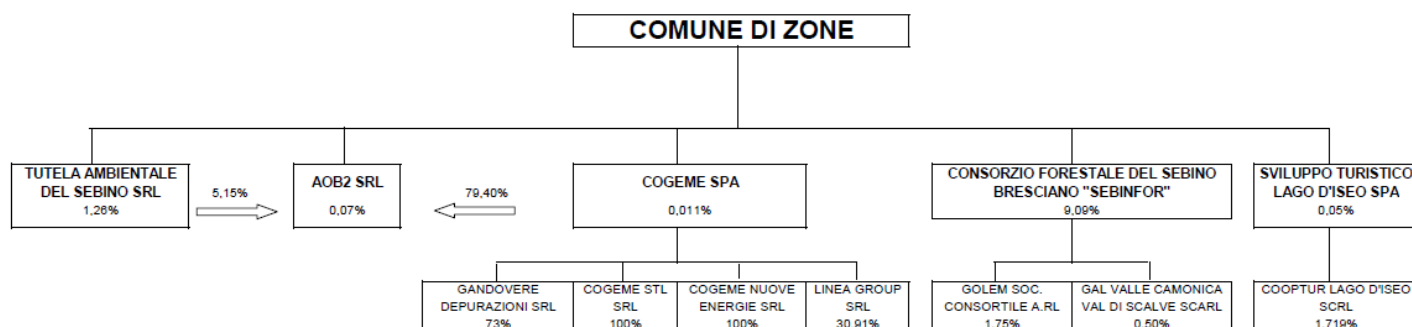 COMUNE DI ZONE
TUTELA AMBIENTALE
DEL SEBINO SRL
1,26%
5,15%
AOB2 SRL
0,07%
79,40%
COGEME SPA
0,011%
CONSORZIO FORESTALE DEL SEBINO
BRESCIANO "SEBINFOR"
9,09%
SVILUPPO TURISTICO
LAGO D'ISEO SPA
0,05%
GANDOVERE
DEPURAZIONI SRL
73%
COGEME STL
SRL
100%
COGEME NUOVE
ENERGIE SRL
100%
LINEA GROUP
SRL
30,91%
GOLEM SOC.
CONSORTILE A.RL
1,75%
GAL VALLE CAMONICA
VAL DI SCALVE SCARL
0,50%
COOPTUR LAGO D'ISEO
SCRL
1,719%